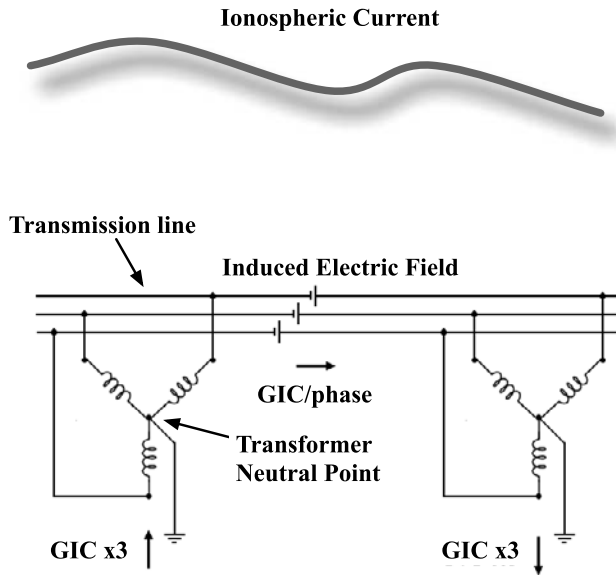 Ionospheric Current
Transmission line
Induced Electric Field
GIC/phase
Transformer
Neutral Point
GIC x3
GIC x3